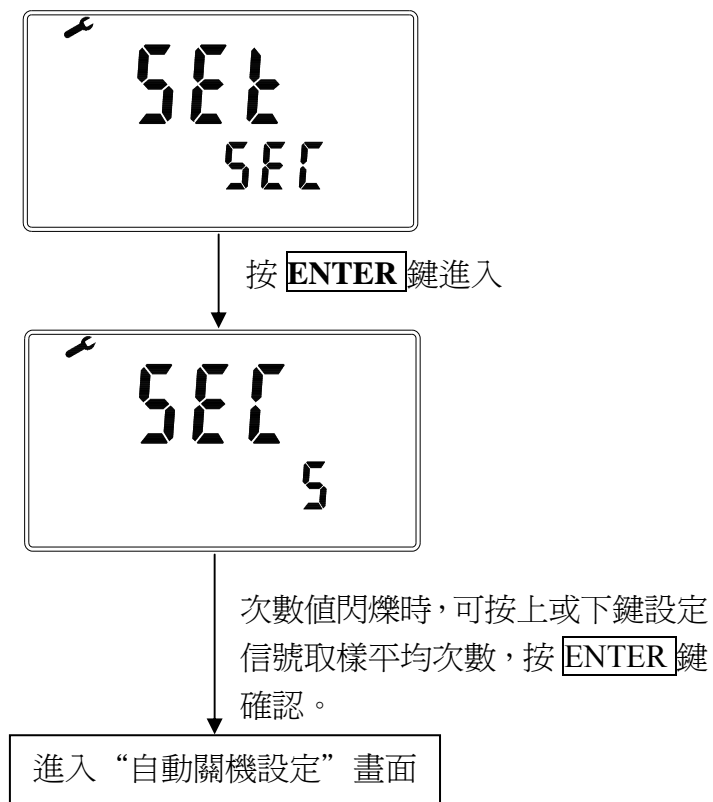 SEt
SEC
按 ENTER 鍵進入
SEC
5
次數值閃爍時，可按上或下鍵設定
信號取樣平均次數，按 ENTER 鍵
確認。
進入“自動關機設定”畫面